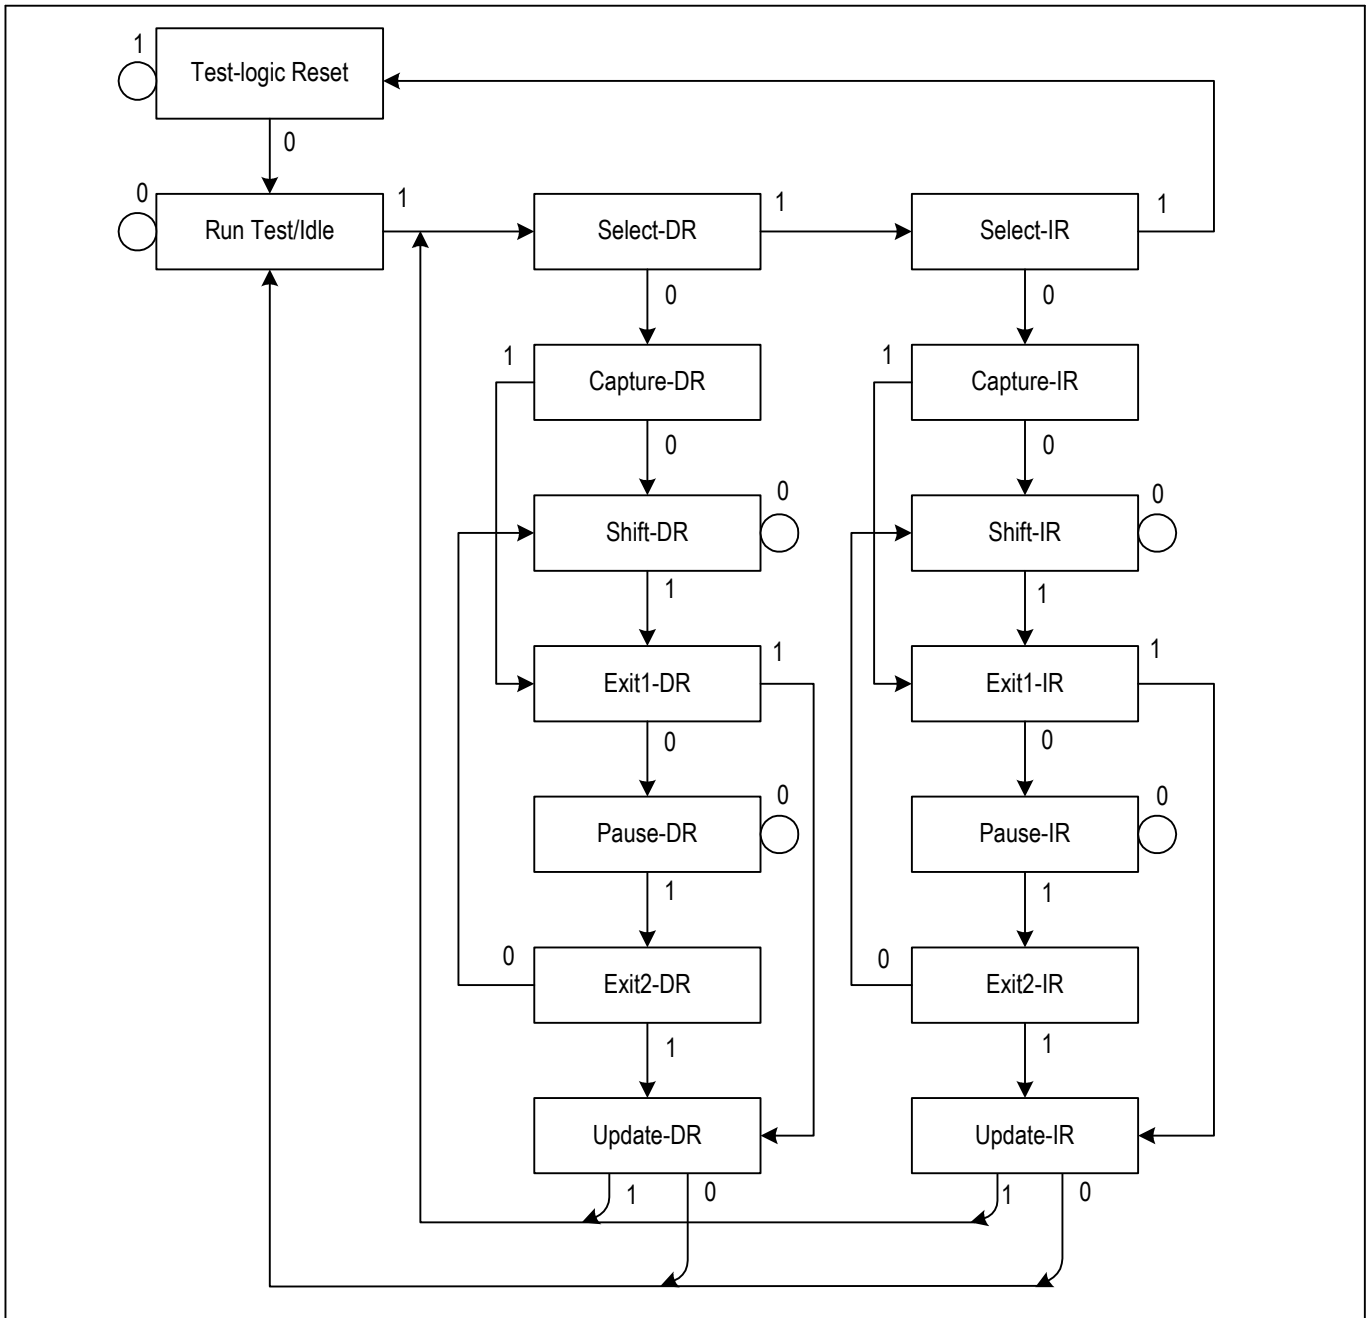 1
Test-logic Reset
0
0
Run Test/Idle
1
Select-DR
1
Select-IR
1
0
0
1
Capture-DR
1
Capture-IR
0
0
Shift-DR
0
Shift-IR
0
1
1
Exit1-DR
1
Exit1-IR
1
0
0
Pause-DR
0
Pause-IR
0
1
1
0
Exit2-DR
0
Exit2-IR
1
1
Update-DR
Update-IR
1
0
1
0